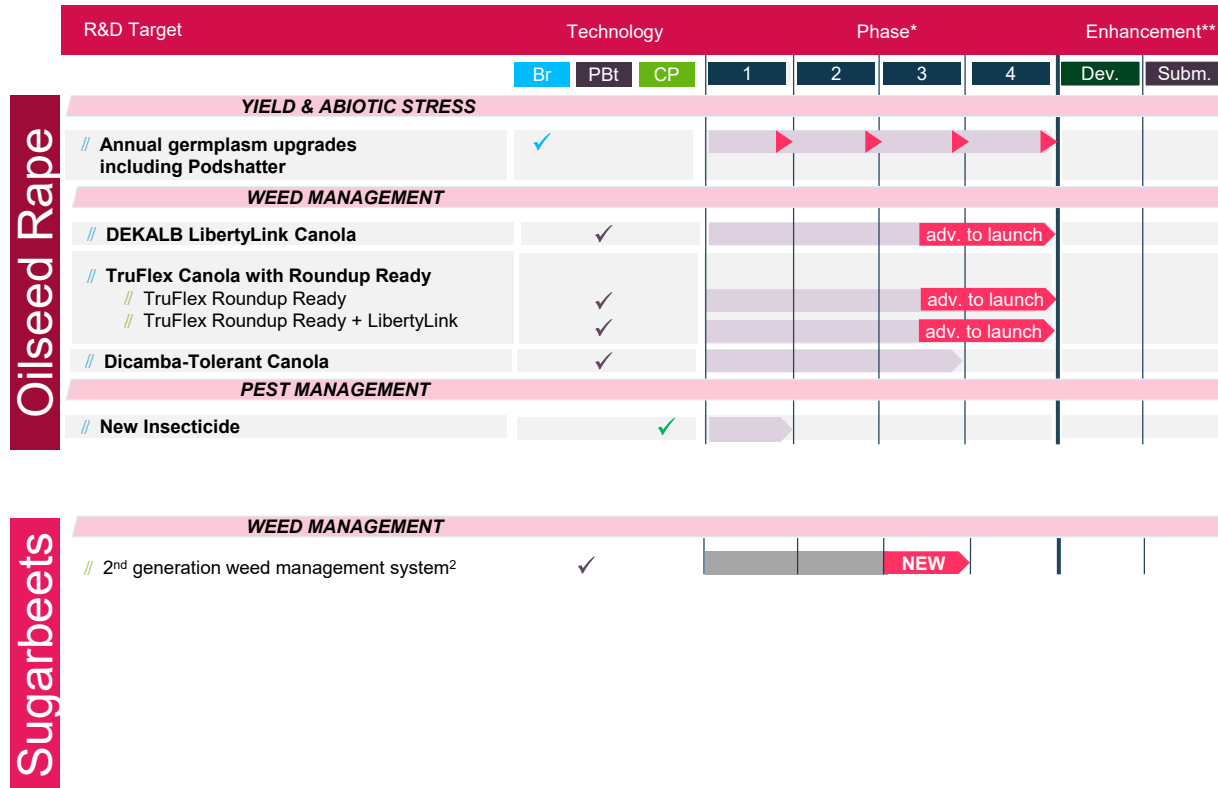 R&D Target Technology Phase* Enhancement**
Br PBt CP 1 2 3 4 Dev. Subm.
Oilseed Rape
YIELD & ABIOTIC STRESS
// Annual germplasm upgrades
including Podshatter
✓
WEED MANAGEMENT
// DEKALB LibertyLink Canola ✓ adv. to launch
// TruFlex Canola with Roundup Ready
// TruFlex Roundup Ready ✓ adv. to launch
// TruFlex Roundup Ready + LibertyLink ✓ adv. to launch
// Dicamba-Tolerant Canola ✓
PEST MANAGEMENT
// New Insecticide ✓
Sugarbeets
WEED MANAGEMENT
// 2nd generation weed management system2 ✓ NEW